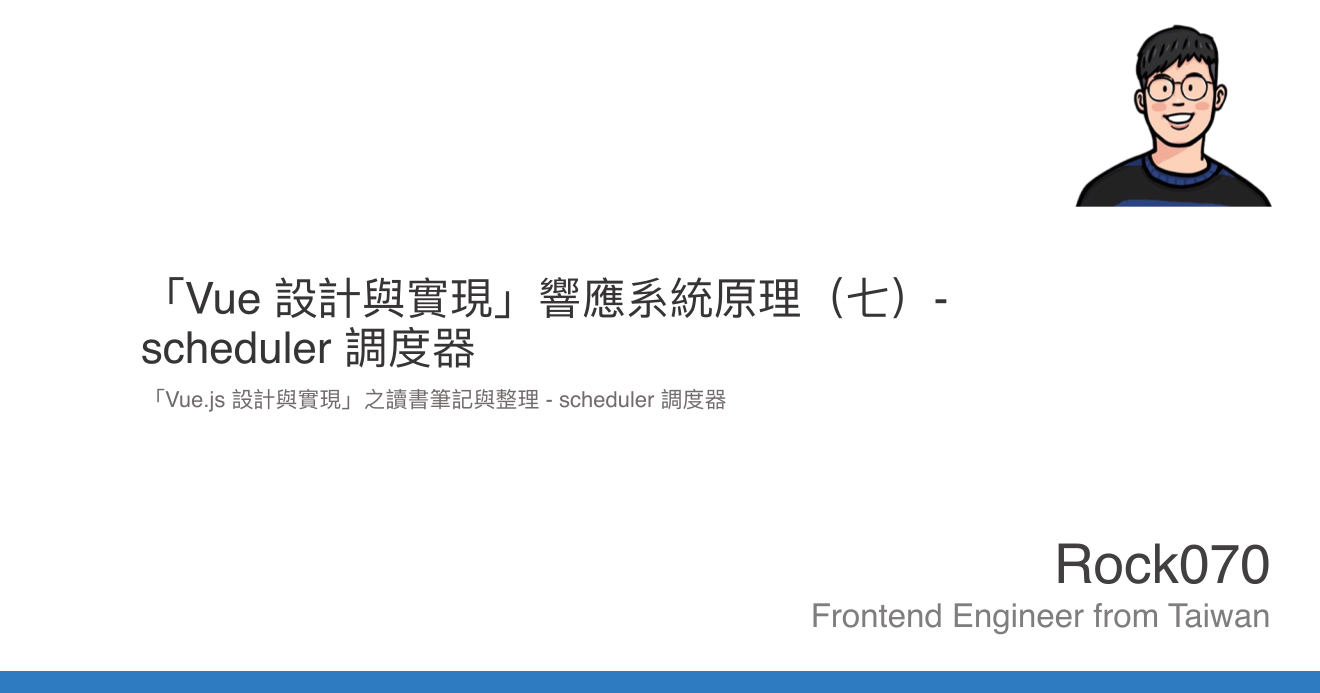 「Vue 設計與實現」響應系統原理（七）-
scheduler 調度器
「Vue.js 設計與實現」之讀書筆記與整理 - scheduler 調度器
Rock070
Frontend Engineer from Taiwan